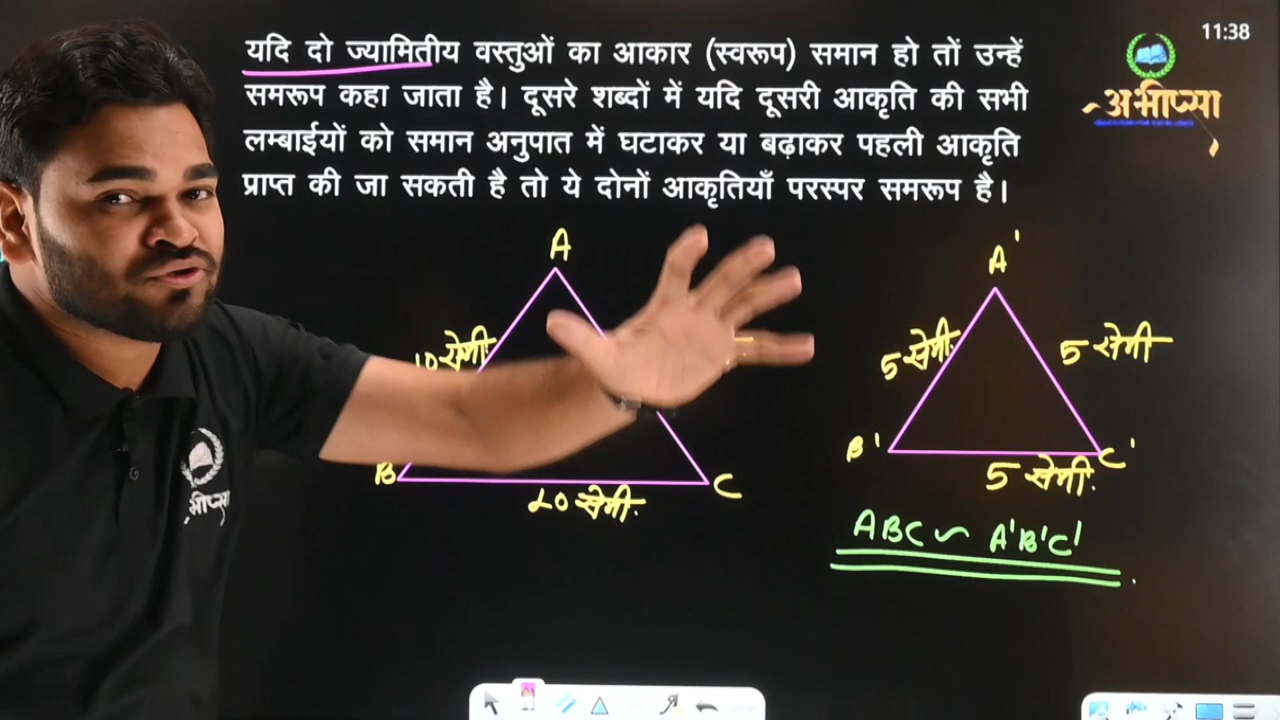 यदि दो ज्यामितीय वस्तुओं का आकार (स्वरूप) समान हो तों उन्हें
समरूप कहा जाता है। दूसरे शब्दों में यदि दूसरी आकृति की सभी
लम्बाईयों को समान अनुपात में घटाकर या बढ़ाकर पहली आकृति
प्राप्त की जा सकती है तो ये दोनों आकृतियाँ परस्पर समरूप है।
11:38
अभीप्सा
A
10 सेमी
B
C
10 सेमी.
A'
5 सेमी
5 सेमी
B'
C'
5 सेमी.
ABC ~ A'B'C'
भीप्सा